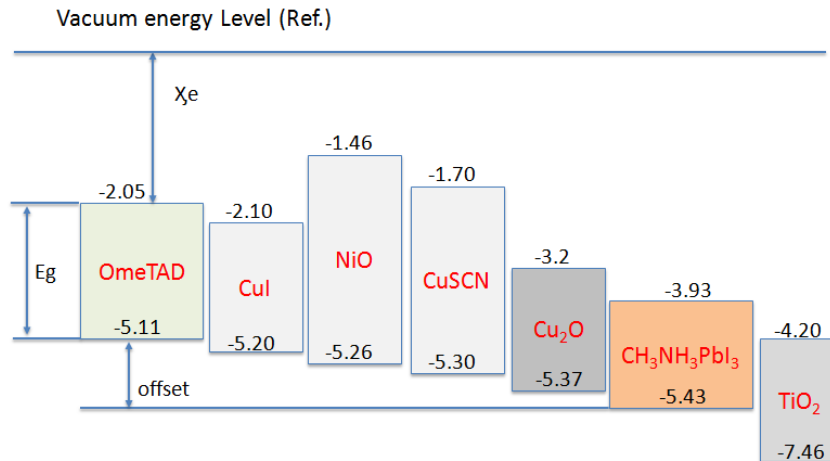 Vacuum energy Level (Ref.)
Ӽe
-1.46
-1.70
-2.05
-2.10
-3.2
-3.93
-4.20
Eg
OmeTAD
CuI
NiO
CuSCN
Cu₂O
CH₃NH₃PbI₃
TiO₂
-5.11
-5.20
-5.26
-5.30
-5.37
-5.43
-7.46
offset